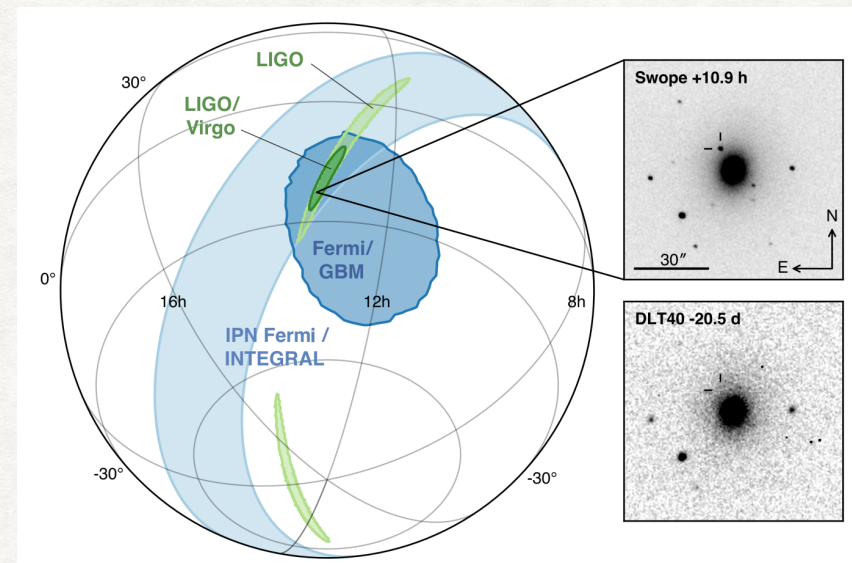 LIGO
LIGO/
Virgo
30°
0°
-30°
-30°
16h
12h
8h
Fermi/
GBM
IPN Fermi /
INTEGRAL
Swope +10.9 h
N
E
30″
DLT40 -20.5 d